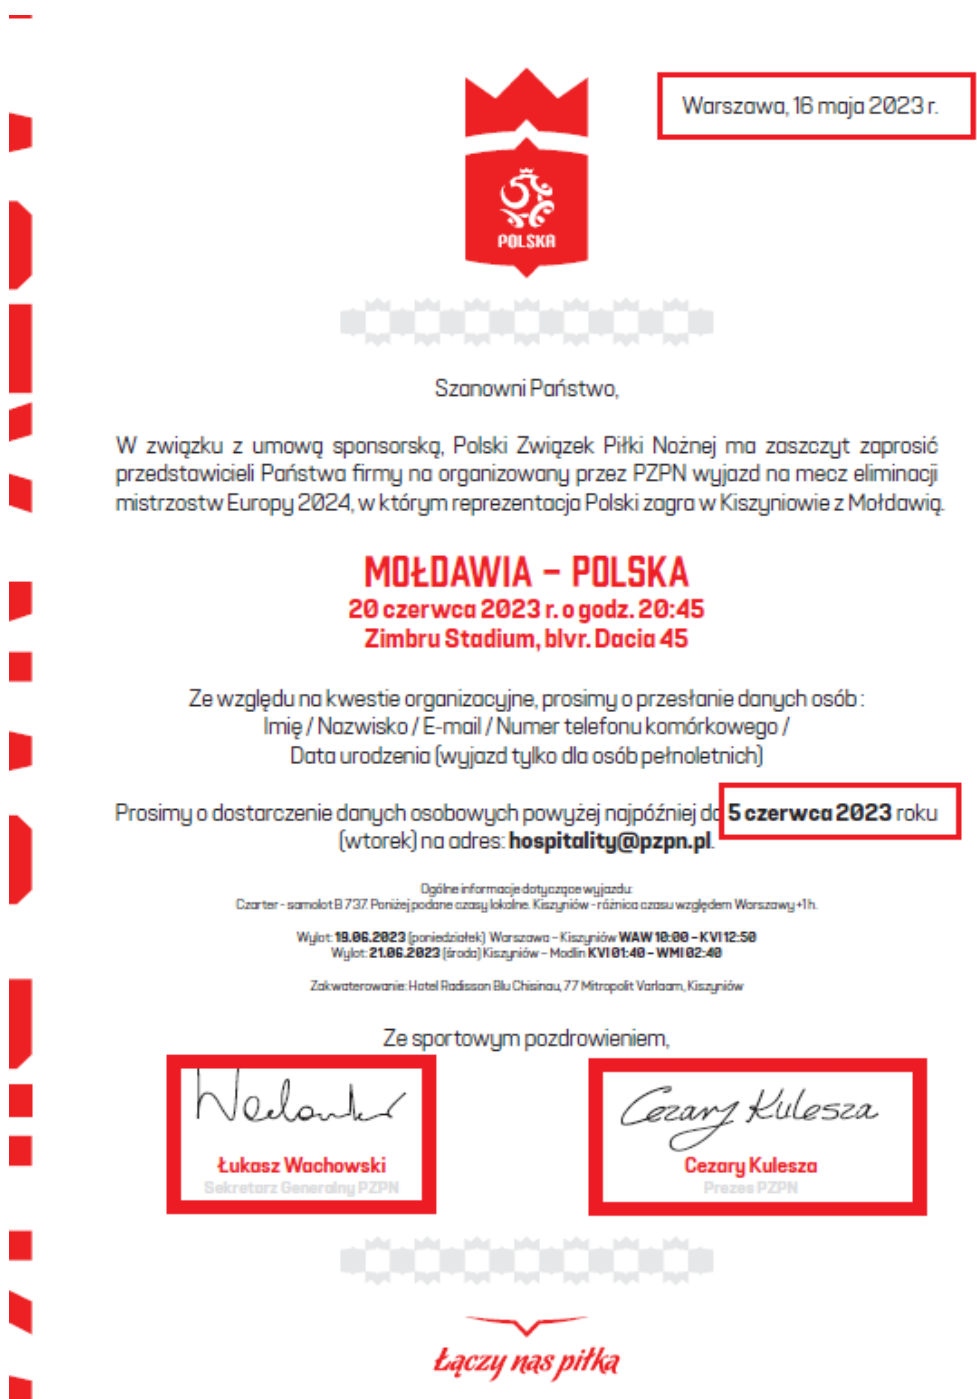 Warszawa, 16 maja 2023 r.
POLSKA
Szanowni Państwo,
W związku z umową sponsorską, Polski Związek Piłki Nożnej ma zaszczyt zaprosić
przedstawicieli Państwa firmy na organizowany przez PZPN wyjazd na mecz eliminacji
mistrzostw Europy 2024, w którym reprezentacja Polski zagra w Kiszyniowie z Mołdawią.
MOŁDAWIA – POLSKA
20 czerwca 2023 r. o godz. 20:45
Zimbru Stadium, blvr. Dacia 45
Ze względu na kwestie organizacyjne, prosimy o przesłanie danych osób :
Imię / Nazwisko / E-mail / Numer telefonu komórkowego /
Data urodzenia (wyjazd tylko dla osób pełnoletnich)
Prosimy o dostarczenie danych osobowych powyżej najpóźniej do 5 czerwca 2023 roku
(wtorek) na adres: hospitality@pzpn.pl.
Ogólne informacje dotyczące wyjazdu:
Czarter - samolot B 737. Poniżej podane czasy lokalne. Kiszyniów - różnica czasu względem Warszawy +1 h.
Wylot: 19.06.2023 (poniedziałek) Warszawa – Kiszyniów WAW 10:00 – KVI 12:50
Wylot: 21.06.2023 (środa) Kiszyniów – Modlin KVI 01:40 – WMI 02:40
Zakwaterowanie: Hotel Radisson Blu Chisinau, 77 Mitropolit Varlaam, Kiszyniów
Ze sportowym pozdrowieniem,
Cezary Kulesza
Łukasz Wachowski
Sekretarz Generalny PZPN
Cezary Kulesza
Prezes PZPN
Łączy nas piłka